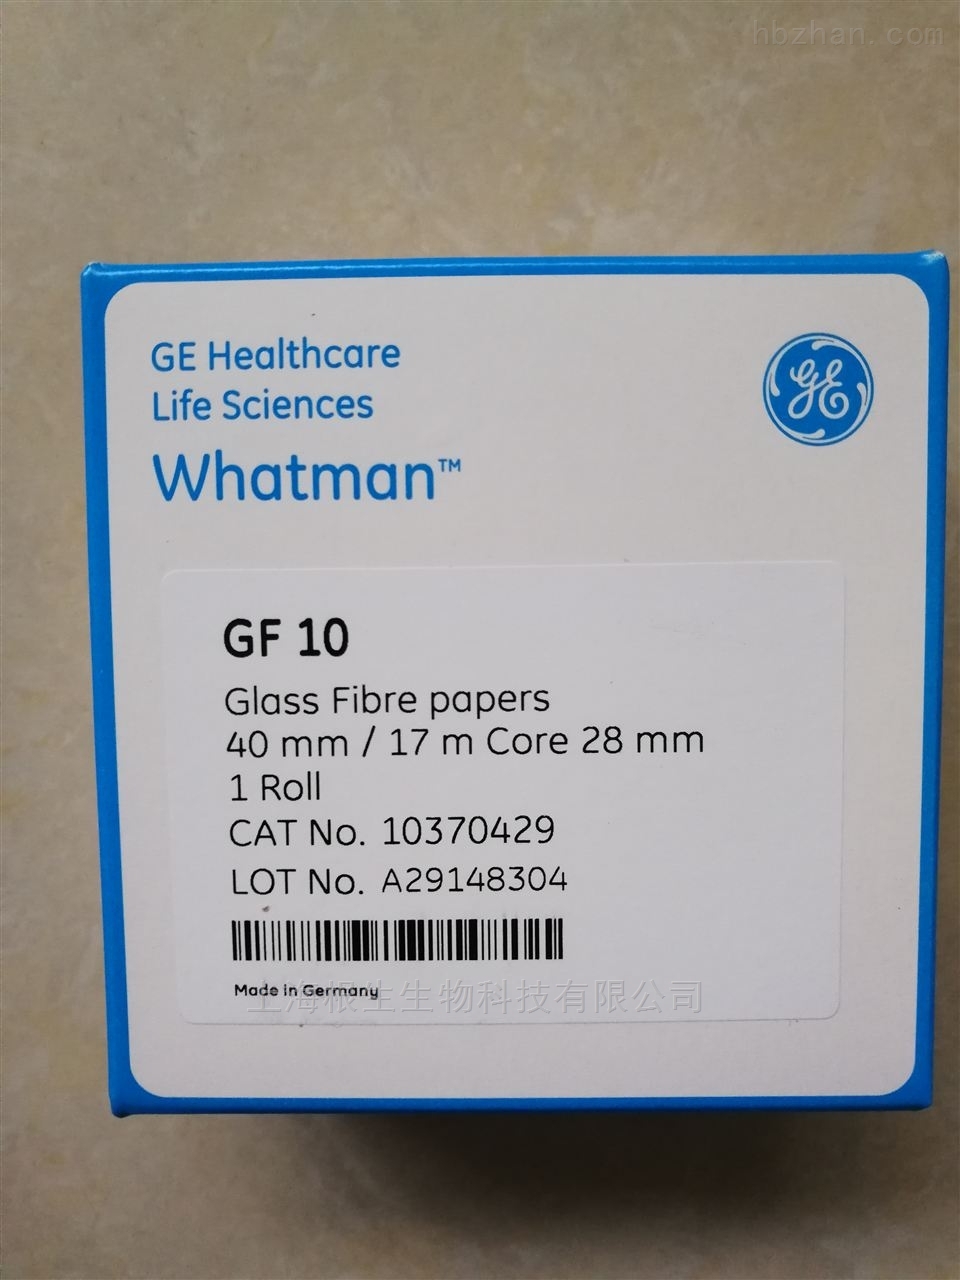 hbzhan.com
GE Healthcare
Life Sciences
Whatman™
GE
GF 10
Glass Fibre papers
40 mm / 17 m Core 28 mm
1 Roll
CAT No. 10370429
LOT No. A29148304
Made in Germany
上海根生生物科技有限公司